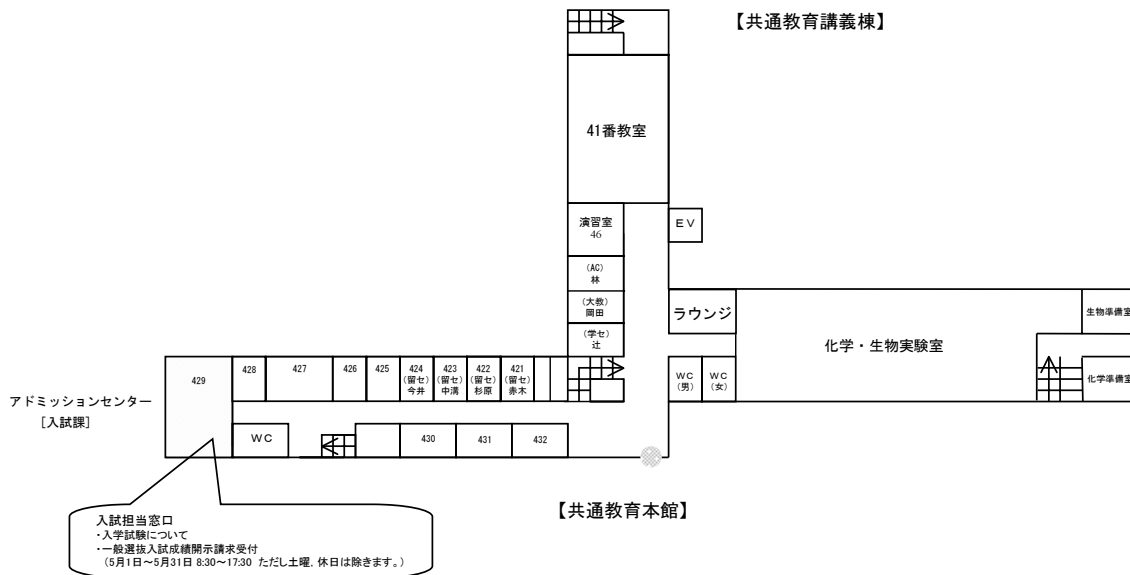 【共通教育講義棟】
41番教室
演習室
46
ＥＶ
(AC)
林
(大教)
岡田
(学セ)
辻
ラウンジ
化学・生物実験室
生物準備室
化学準備室
ＷＣ
(男)
ＷＣ
(女)
429
428
427
426
425
424
(留セ)
今井
423
(留セ)
中溝
422
(留セ)
杉原
421
(留セ)
赤木
アドミッションセンター
[入試課]
ＷＣ
430
431
432
【共通教育本館】
入試担当窓口
・入学試験について
・一般選抜入試成績開示請求受付
(5月1日～5月31日 8:30～17:30 ただし土曜，休日は除きます。)